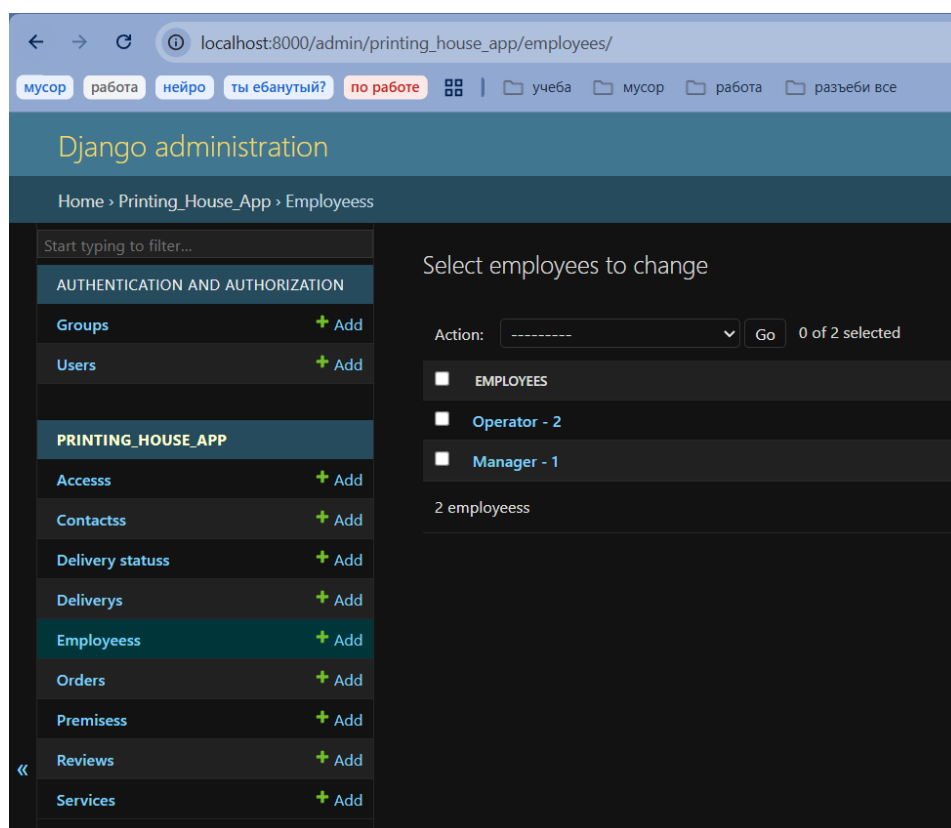 localhost:8000/admin/printing_house_app/employees/
мусор работа нейро ты ебанутый? по работе учеба мусор работа разъеби все
Django administration
Home › Printing_House_App › Employeess
Start typing to filter...
AUTHENTICATION AND AUTHORIZATION
Groups + Add
Users + Add
PRINTING_HOUSE_APP
Accesss + Add
Contactss + Add
Delivery statuss + Add
Deliverys + Add
Employeess + Add
Orders + Add
Premisess + Add
Reviews + Add
Services + Add
«
Select employees to change
Action: --------- Go 0 of 2 selected
EMPLOYEES
Operator - 2
Manager - 1
2 employeess